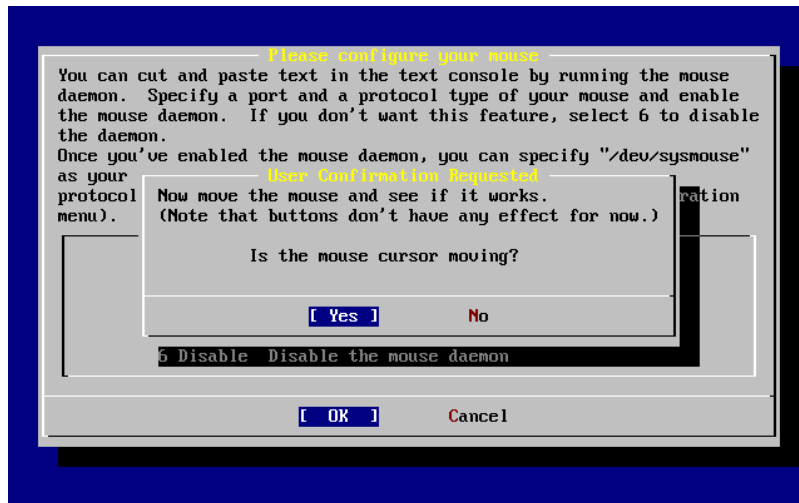 Please configure your mouse
You can cut and paste text in the text console by running the mouse
daemon.  Specify a port and a protocol type of your mouse and enable
the mouse daemon.  If you don't want this feature, select 6 to disable
the daemon.
Once you've enabled the mouse daemon, you can specify "/dev/sysmouse"
as your
User Confirmation Requested
protocol
ration
menu).
Now move the mouse and see if it works.
(Note that buttons don't have any effect for now.)
Is the mouse cursor moving?
[ Yes ]     No
6 Disable  Disable the mouse daemon
[ OK ]     Cancel